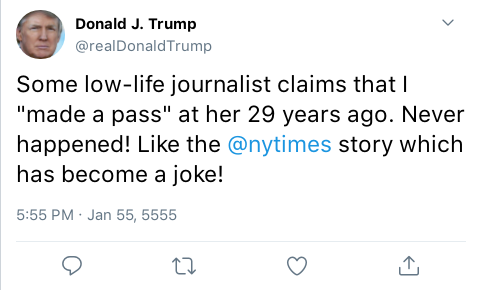 Donald J. Trump
@realDonaldTrump
Some low-life journalist claims that I
"made a pass" at her 29 years ago. Never
happened! Like the @nytimes story which
has become a joke!
5:55 PM · Jan 55, 5555